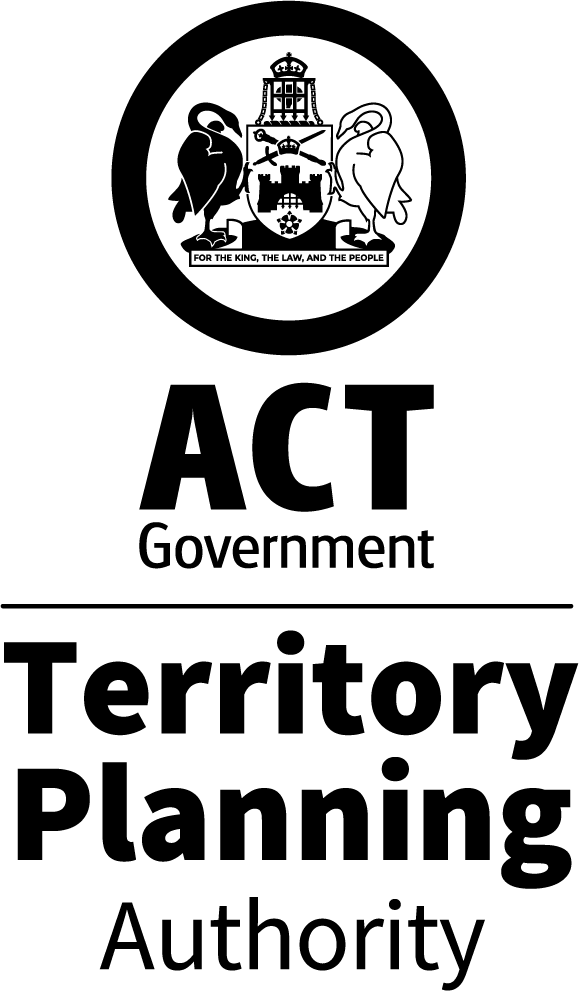 FOR THE KING, THE LAW, AND THE PEOPLE
ACT
Government
Territory
Planning
Authority